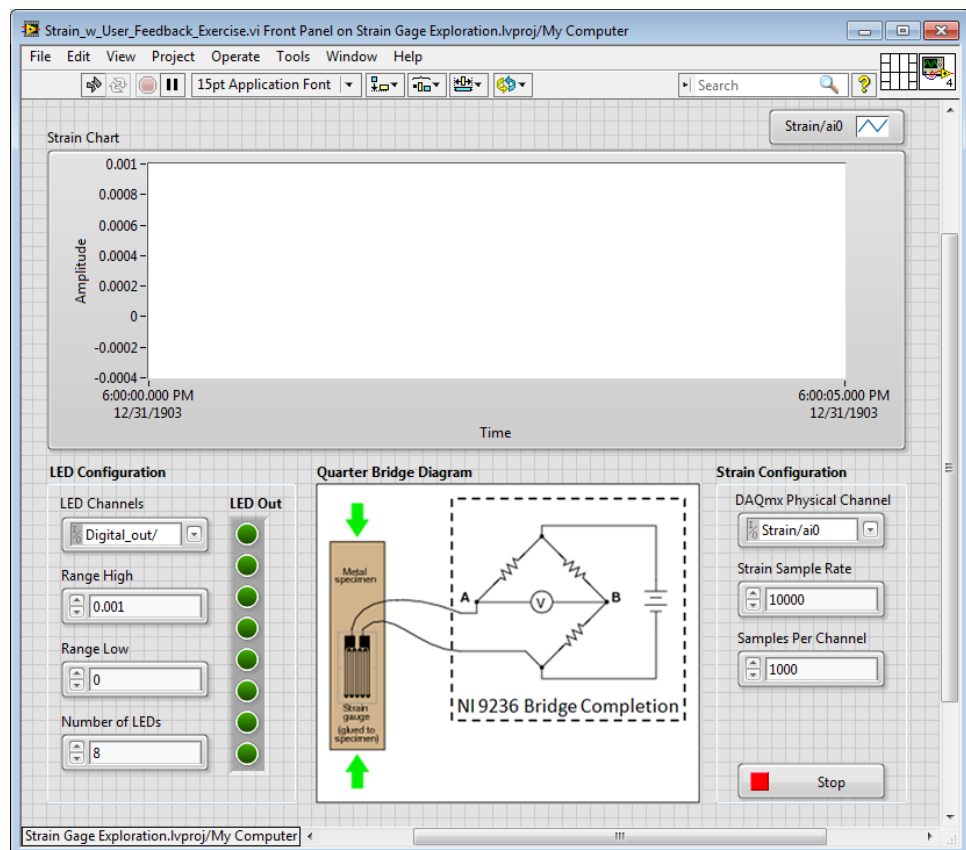 Strain_w_User_Feedback_Exercise.vi Front Panel on Strain Gage Exploration.lvproj/My Computer
File Edit View Project Operate Tools Window Help
15pt Application Font
Search
4
Strain Chart
Strain/ai0
Amplitude
0.001
0.0008
0.0006
0.0004
0.0002
0
-0.0002
-0.0004
6:00:00.000 PM
12/31/1903
6:00:05.000 PM
12/31/1903
Time
LED Configuration
LED Channels
Digital_out/
Range High
0.001
Range Low
0
Number of LEDs
8
LED Out
Quarter Bridge Diagram
Metal
specimen
Strain
gauge
(glued to
specimen)
A
V
B
NI 9236 Bridge Completion
Strain Configuration
DAQmx Physical Channel
Strain/ai0
Strain Sample Rate
10000
Samples Per Channel
1000
Stop
Strain Gage Exploration.lvproj/My Computer